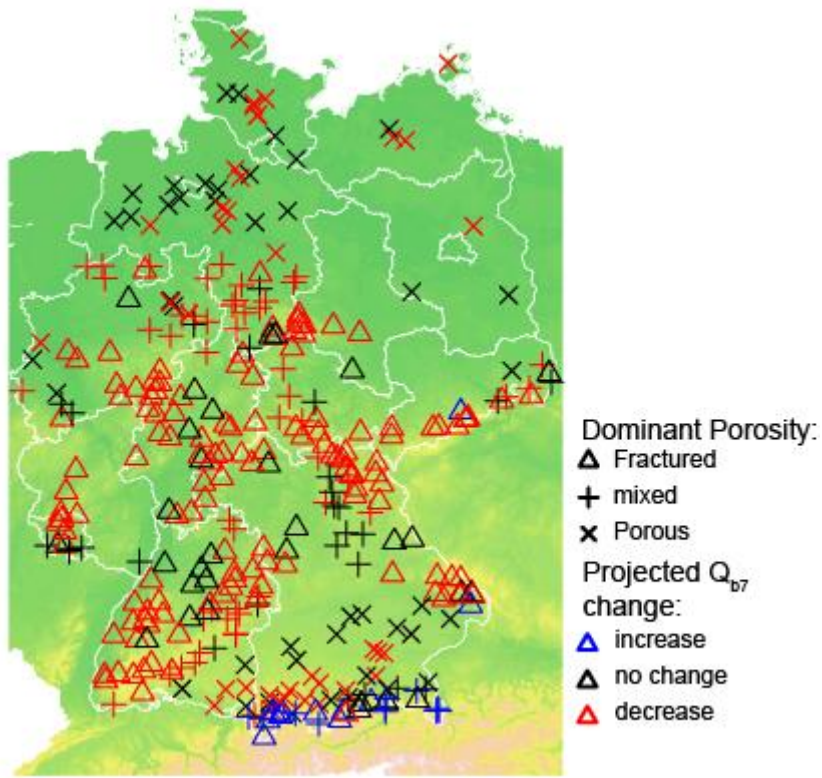 Dominant Porosity:
Fractured
mixed
Porous
Projected Qb7
change:
increase
no change
decrease